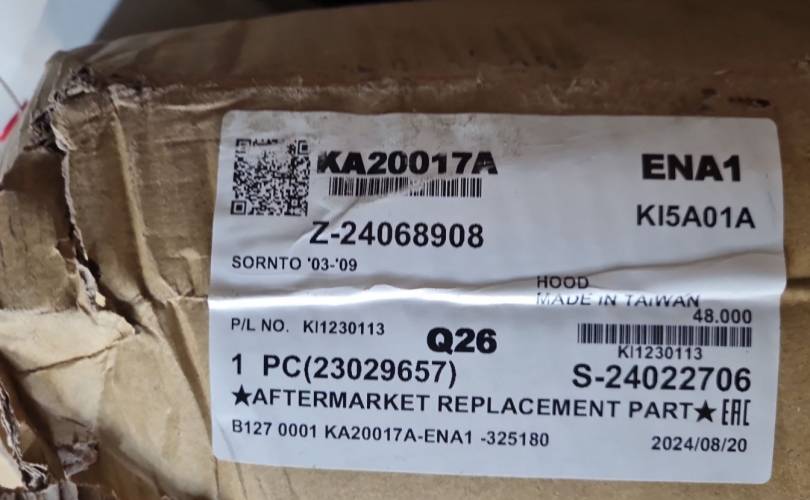 KA20017A
ENA1
KI5A01A
Z-24068908
SORNTO '03-'09
HOOD
MADE IN TAIWAN
48.000
P/L NO. KI1230113
Q26
KI1230113
1 PC(23029657)
S-24022706
★AFTERMARKET REPLACEMENT PART★ EAC
B127 0001 KA20017A-ENA1 -325180
2024/08/20